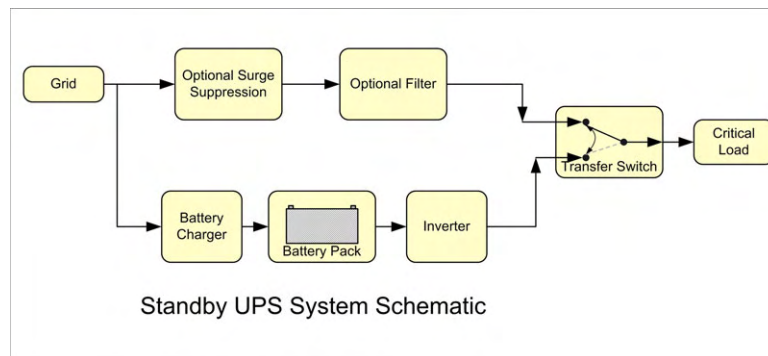 Grid
Optional Surge
Suppression
Optional Filter
Transfer Switch
Critical
Load
Battery
Charger
Battery Pack
Inverter
Standby UPS System Schematic